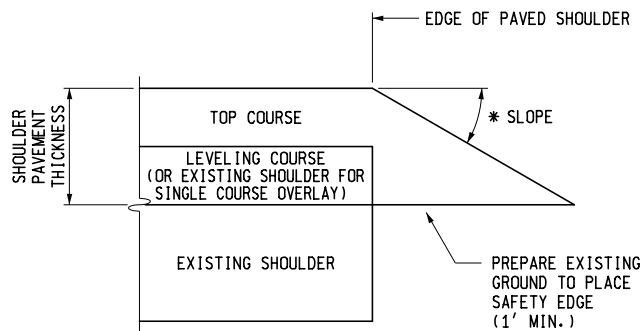 EDGE OF PAVED SHOULDER
SHOULDER
PAVEMENT
THICKNESS
TOP COURSE
* SLOPE
LEVELING COURSE
(OR EXISTING SHOULDER FOR
SINGLE COURSE OVERLAY)
EXISTING SHOULDER
PREPARE EXISTING
GROUND TO PLACE
SAFETY EDGE
(1' MIN.)